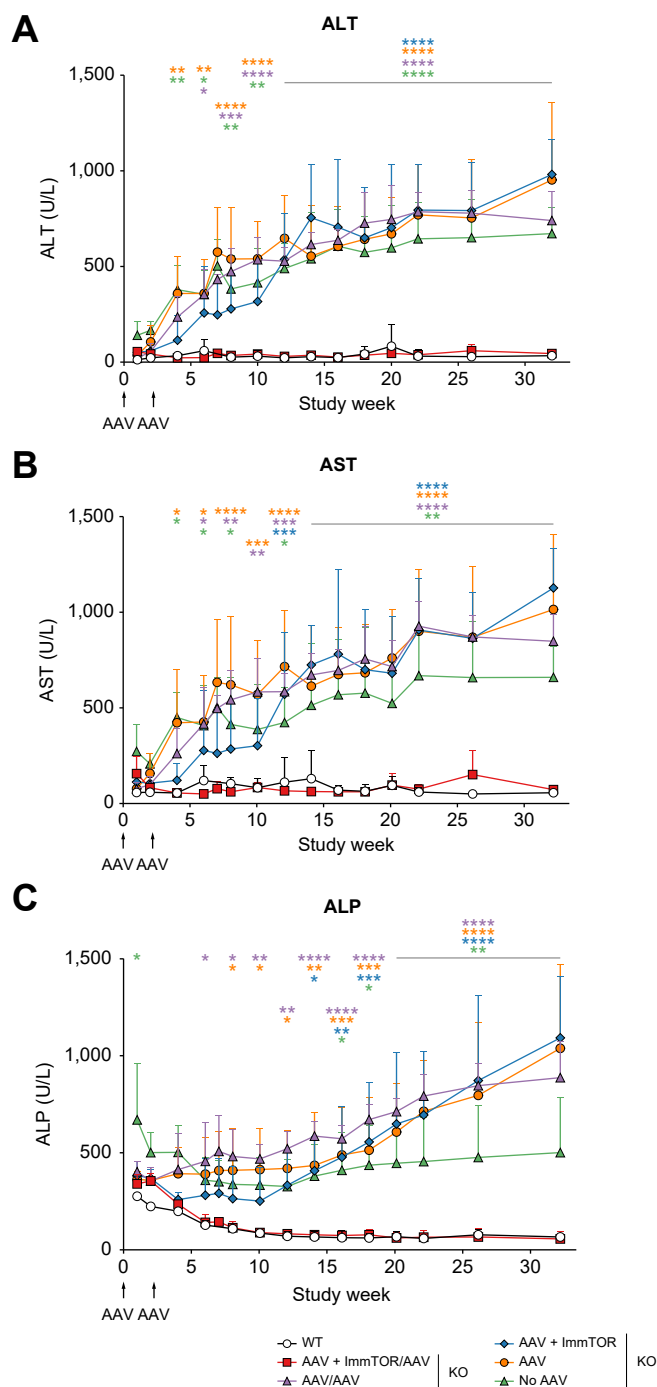 A
ALT
** ** **** ****
** * **** ****
* ** ****
**** ****
***
**
1,500
1,000
500
0
ALT (U/L)
0 5 10 15 20 25 30
Study week
AAV AAV
B
AST
* * **** **** ****
* * ** *** ****
* * *** ****
*** * **
**
1,500
1,000
500
0
AST (U/L)
0 5 10 15 20 25 30
Study week
AAV AAV
C
ALP
* * * ** **** **** ****
* * ** *** ****
* *** ****
* **
** ****
* ***
**
*
1,500
1,000
500
0
ALP (U/L)
0 5 10 15 20 25 30
Study week
AAV AAV
WT AAV + ImmTOR
AAV + ImmTOR/AAV KO AAV KO
AAV/AAV No AAV